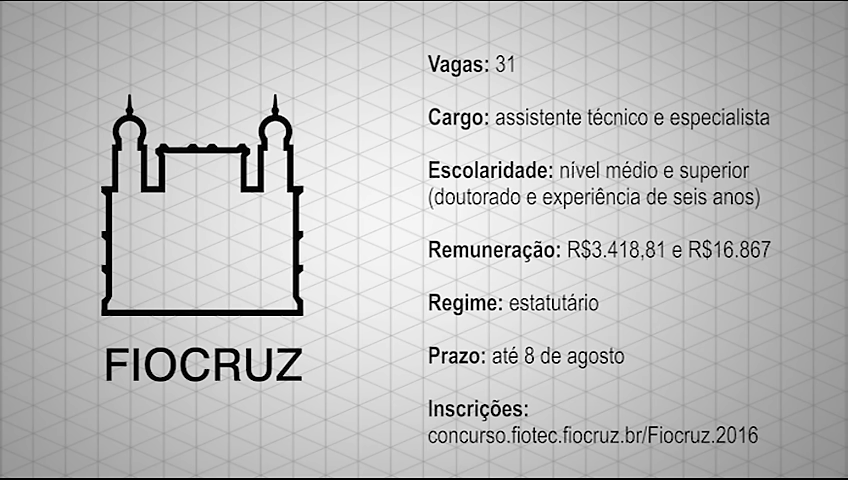 FIOCRUZ
Vagas: 31
Cargo: assistente técnico e especialista
Escolaridade: nível médio e superior
(doutorado e experiência de seis anos)
Remuneração: R$3.418,81 e R$16.867
Regime: estatutário
Prazo: até 8 de agosto
Inscrições:
concurso.fiotec.fiocruz.br/Fiocruz.2016